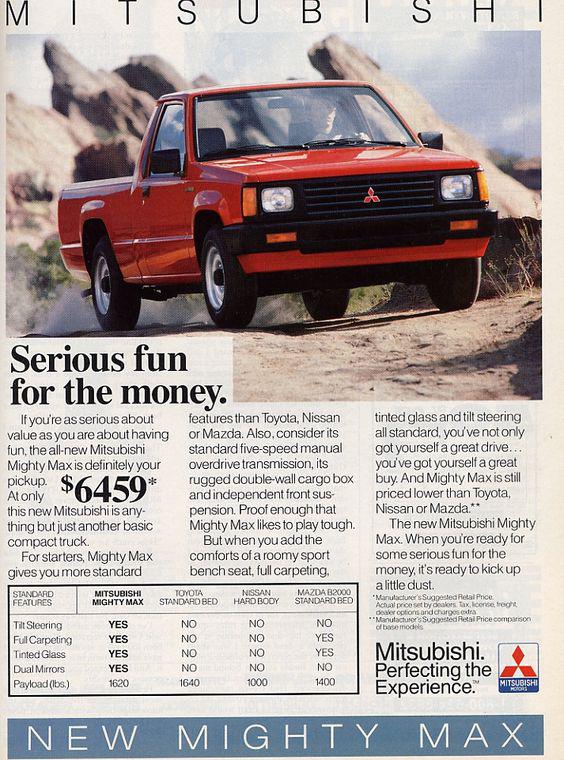 MITSUBISHI
Serious fun
for the money.
If you're as serious about
value as you are about having
fun, the all-new Mitsubishi
Mighty Max is definitely your
pickup.
At only $6459*
this new Mitsubishi is any-
thing but just another basic
compact truck.
For starters, Mighty Max
gives you more standard
features than Toyota, Nissan
or Mazda. Also, consider its
standard five-speed manual
overdrive transmission, its
rugged double-wall cargo box
and independent front sus-
pension. Proof enough that
Mighty Max likes to play tough.
But when you add the
comforts of a roomy sport
bench seat, full carpeting,
tinted glass and tilt steering
all standard, you've not only
got yourself a great drive...
you've got yourself a great
buy. And Mighty Max is still
priced lower than Toyota,
Nissan or Mazda.**
The new Mitsubishi Mighty
Max. When you're ready for
some serious fun for the
money, it's ready to kick up
a little dust.
*Manufacturer's Suggested Retail Price.
Actual price set by dealers. Tax, license, freight,
dealer options and charges extra.
**Manufacturer's Suggested Retail Price comparison
of base models.
STANDARD FEATURES MITSUBISHI MIGHTY MAX TOYOTA STANDARD BED NISSAN HARD BODY MAZDA B2000 STANDARD BED
Tilt Steering YES NO NO NO
Full Carpeting YES NO NO YES
Tinted Glass YES NO NO YES
Dual Mirrors YES NO NO NO
Payload (lbs.) 1620 1640 1000 1400
Mitsubishi.
Perfecting the
Experience.™
MITSUBISHI
MOTORS
NEW MIGHTY MAX